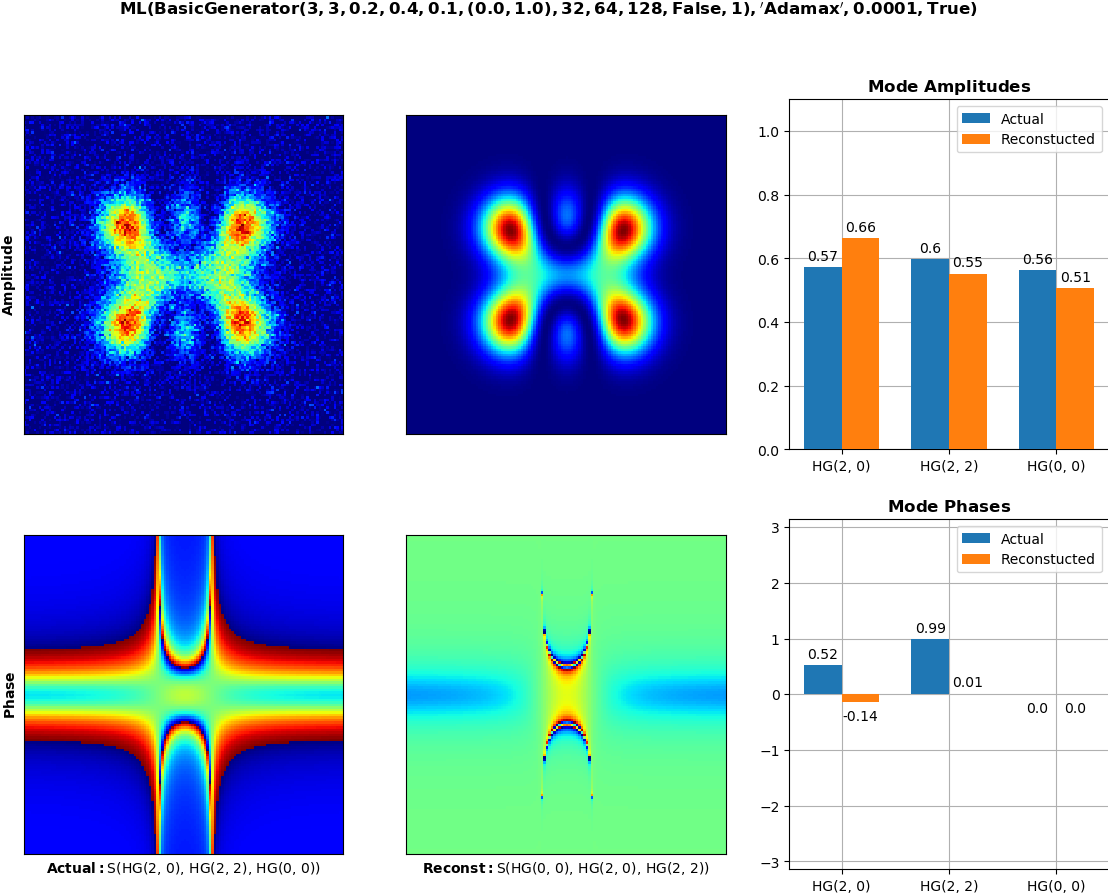 ML(BasicGenerator(3, 3, 0.2, 0.4, 0.1, (0.0, 1.0), 32, 64, 128, False, 1), ′Adamax′, 0.0001, True)
Amplitude
Mode Amplitudes
Actual
Reconstucted
1.0
0.8
0.6
0.4
0.2
0.0
0.57
0.66
0.6
0.55
0.56
0.51
HG(2, 0)
HG(2, 2)
HG(0, 0)
Phase
Actual: S(HG(2, 0), HG(2, 2), HG(0, 0))
Reconst: S(HG(0, 0), HG(2, 0), HG(2, 2))
Mode Phases
Actual
Reconstucted
3
2
1
0
−1
−2
−3
0.52
-0.14
0.99
0.01
0.0
0.0
HG(2, 0)
HG(2, 2)
HG(0, 0)